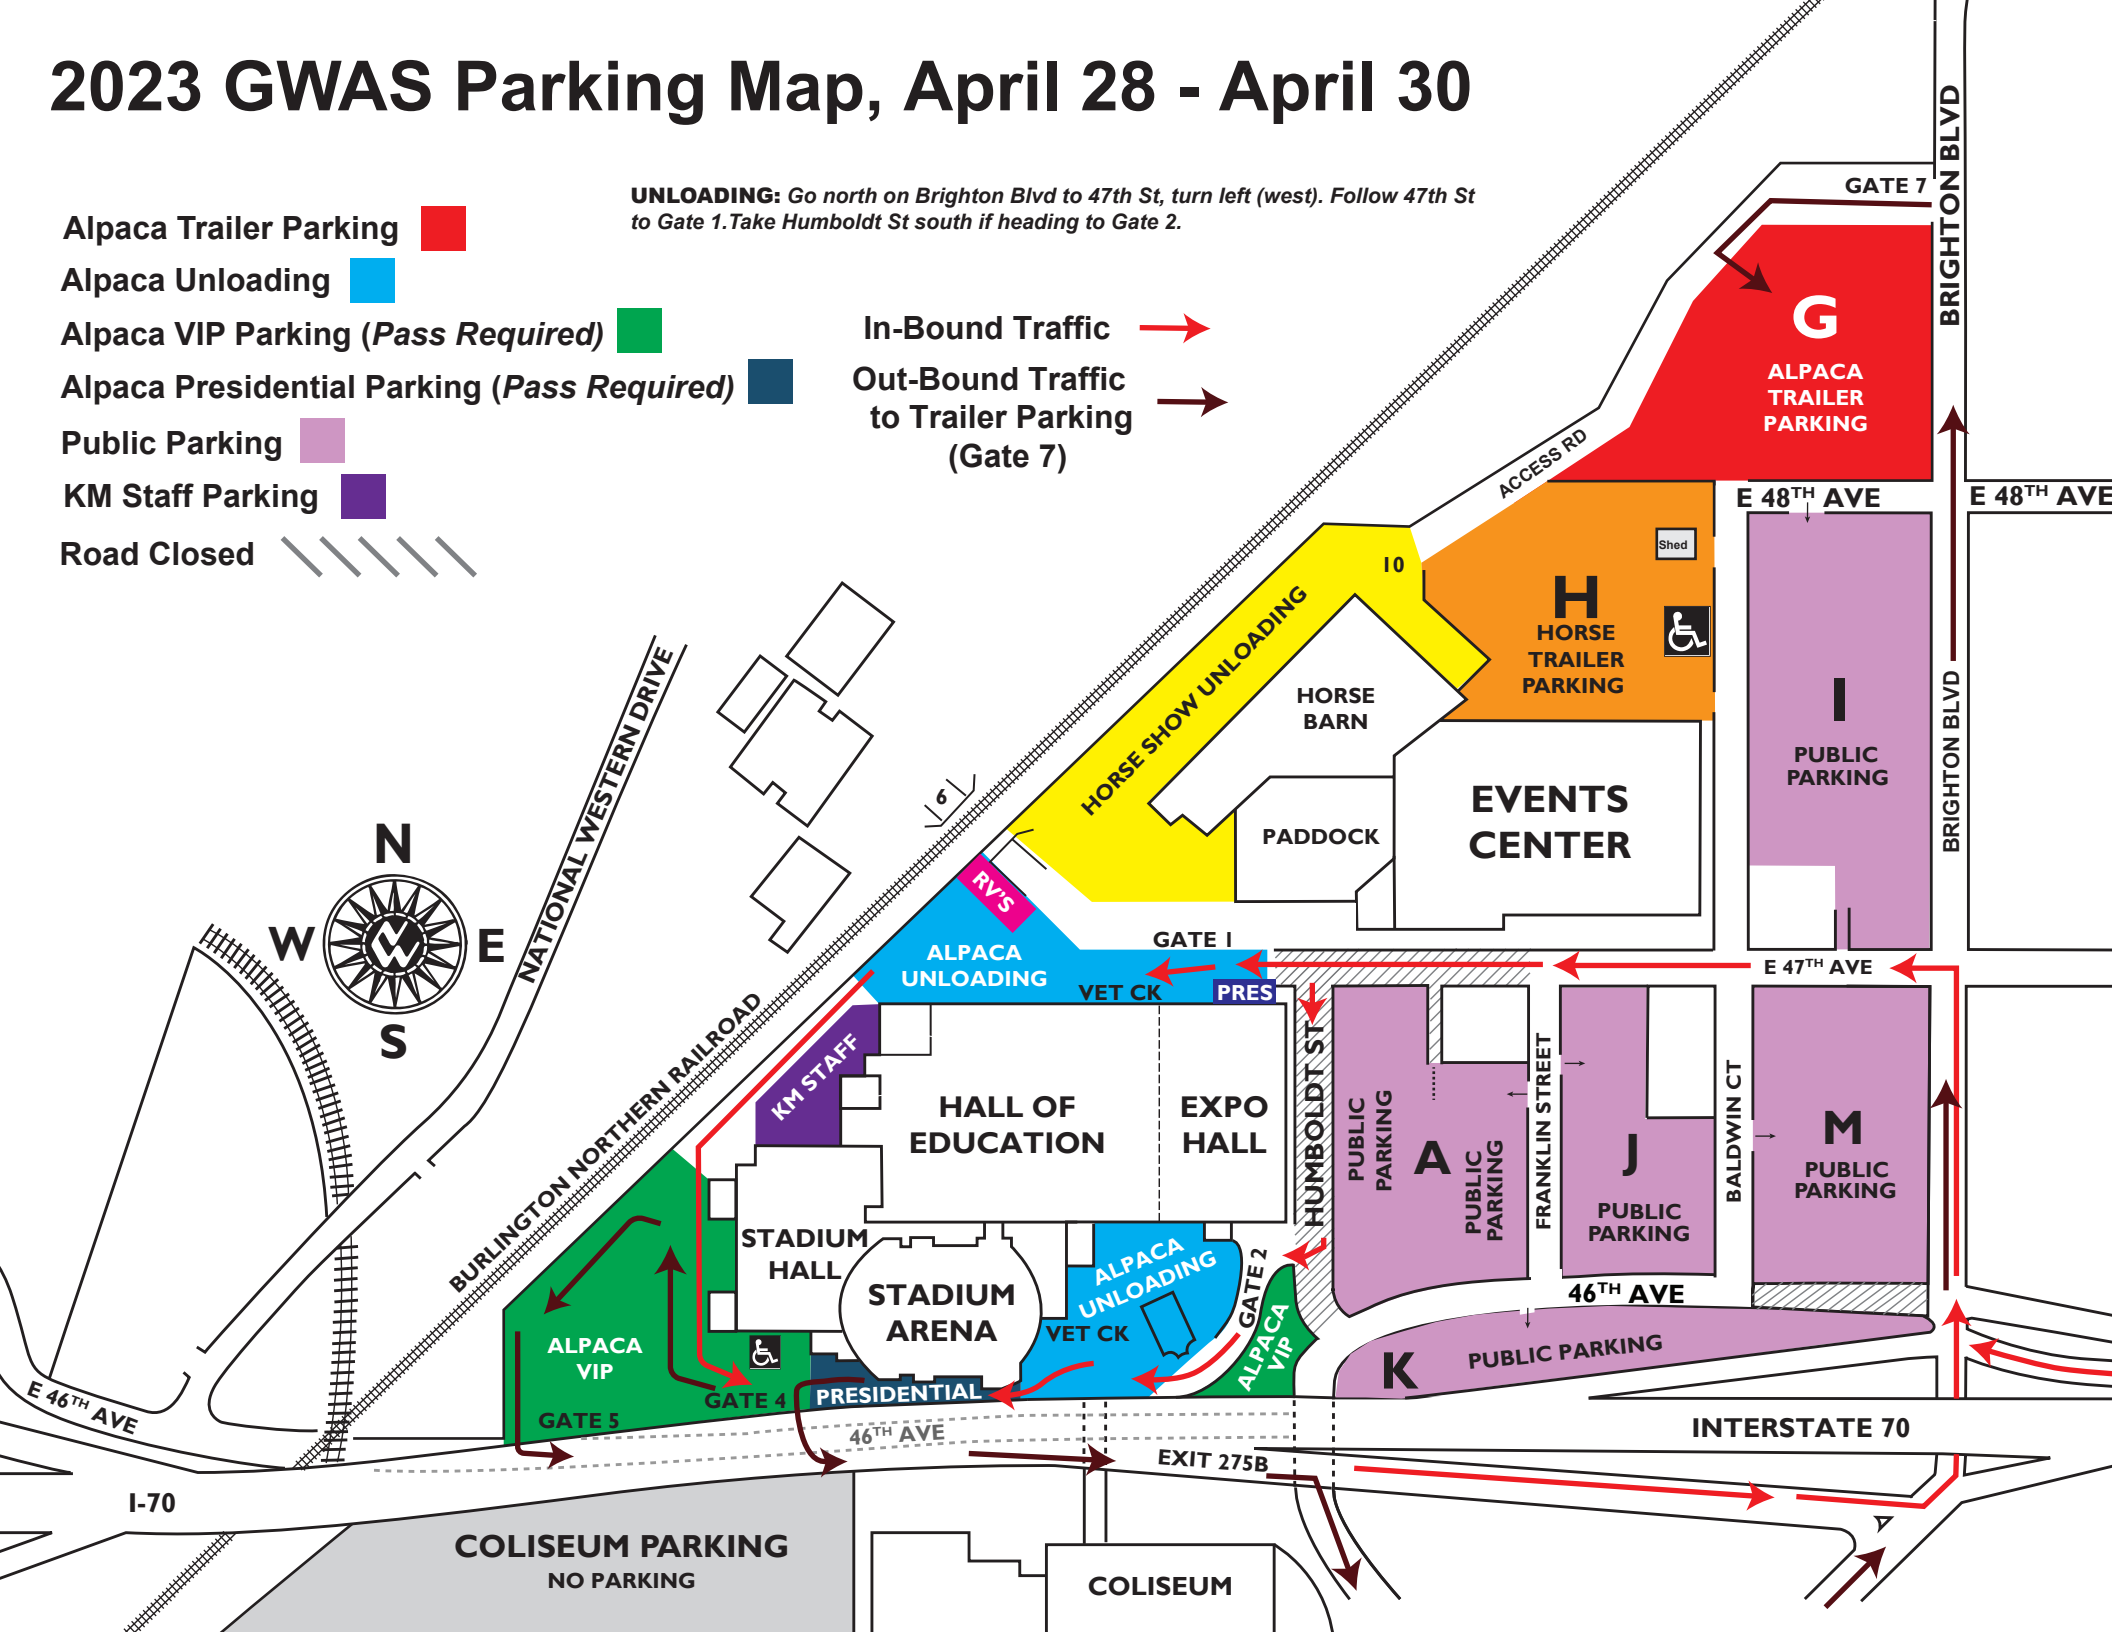 2023 GWAS Parking Map, April 28 - April 30
UNLOADING: Go north on Brighton Blvd to 47th St, turn left (west). Follow 47th St
to Gate 1.Take Humboldt St south if heading to Gate 2.
Alpaca Trailer Parking
Alpaca Unloading
Alpaca VIP Parking (Pass Required)
Alpaca Presidential Parking (Pass Required)
Public Parking
KM Staff Parking
Road Closed
In-Bound Traffic
Out-Bound Traffic
to Trailer Parking
(Gate 7)
BRIGHTON BLVD
GATE 7
G
ALPACA
TRAILER
PARKING
ACCESS RD
E 48TH AVE
E 48TH AVE
10
Shed
H
HORSE
TRAILER
PARKING
HORSE SHOW UNLOADING
HORSE
BARN
I
PUBLIC
PARKING
BRIGHTON BLVD
NATIONAL WESTERN DRIVE
6
PADDOCK
EVENTS
CENTER
N
W
E
S
RV'S
ALPACA
UNLOADING
GATE 1
VET CK
PRES
E 47TH AVE
BURLINGTON NORTHERN RAILROAD
KM STAFF
HALL OF
EDUCATION
EXPO
HALL
HUMBOLDT ST
PUBLIC
PARKING
A
PUBLIC
PARKING
FRANKLIN STREET
J
PUBLIC
PARKING
BALDWIN CT
M
PUBLIC
PARKING
STADIUM
HALL
STADIUM
ARENA
ALPACA
UNLOADING
VET CK
GATE 2
ALPACA
VIP
46TH AVE
K
PUBLIC PARKING
ALPACA
VIP
GATE 5
GATE 4
PRESIDENTIAL
E 46TH AVE
46TH AVE
EXIT 275B
INTERSTATE 70
I-70
COLISEUM PARKING
NO PARKING
COLISEUM